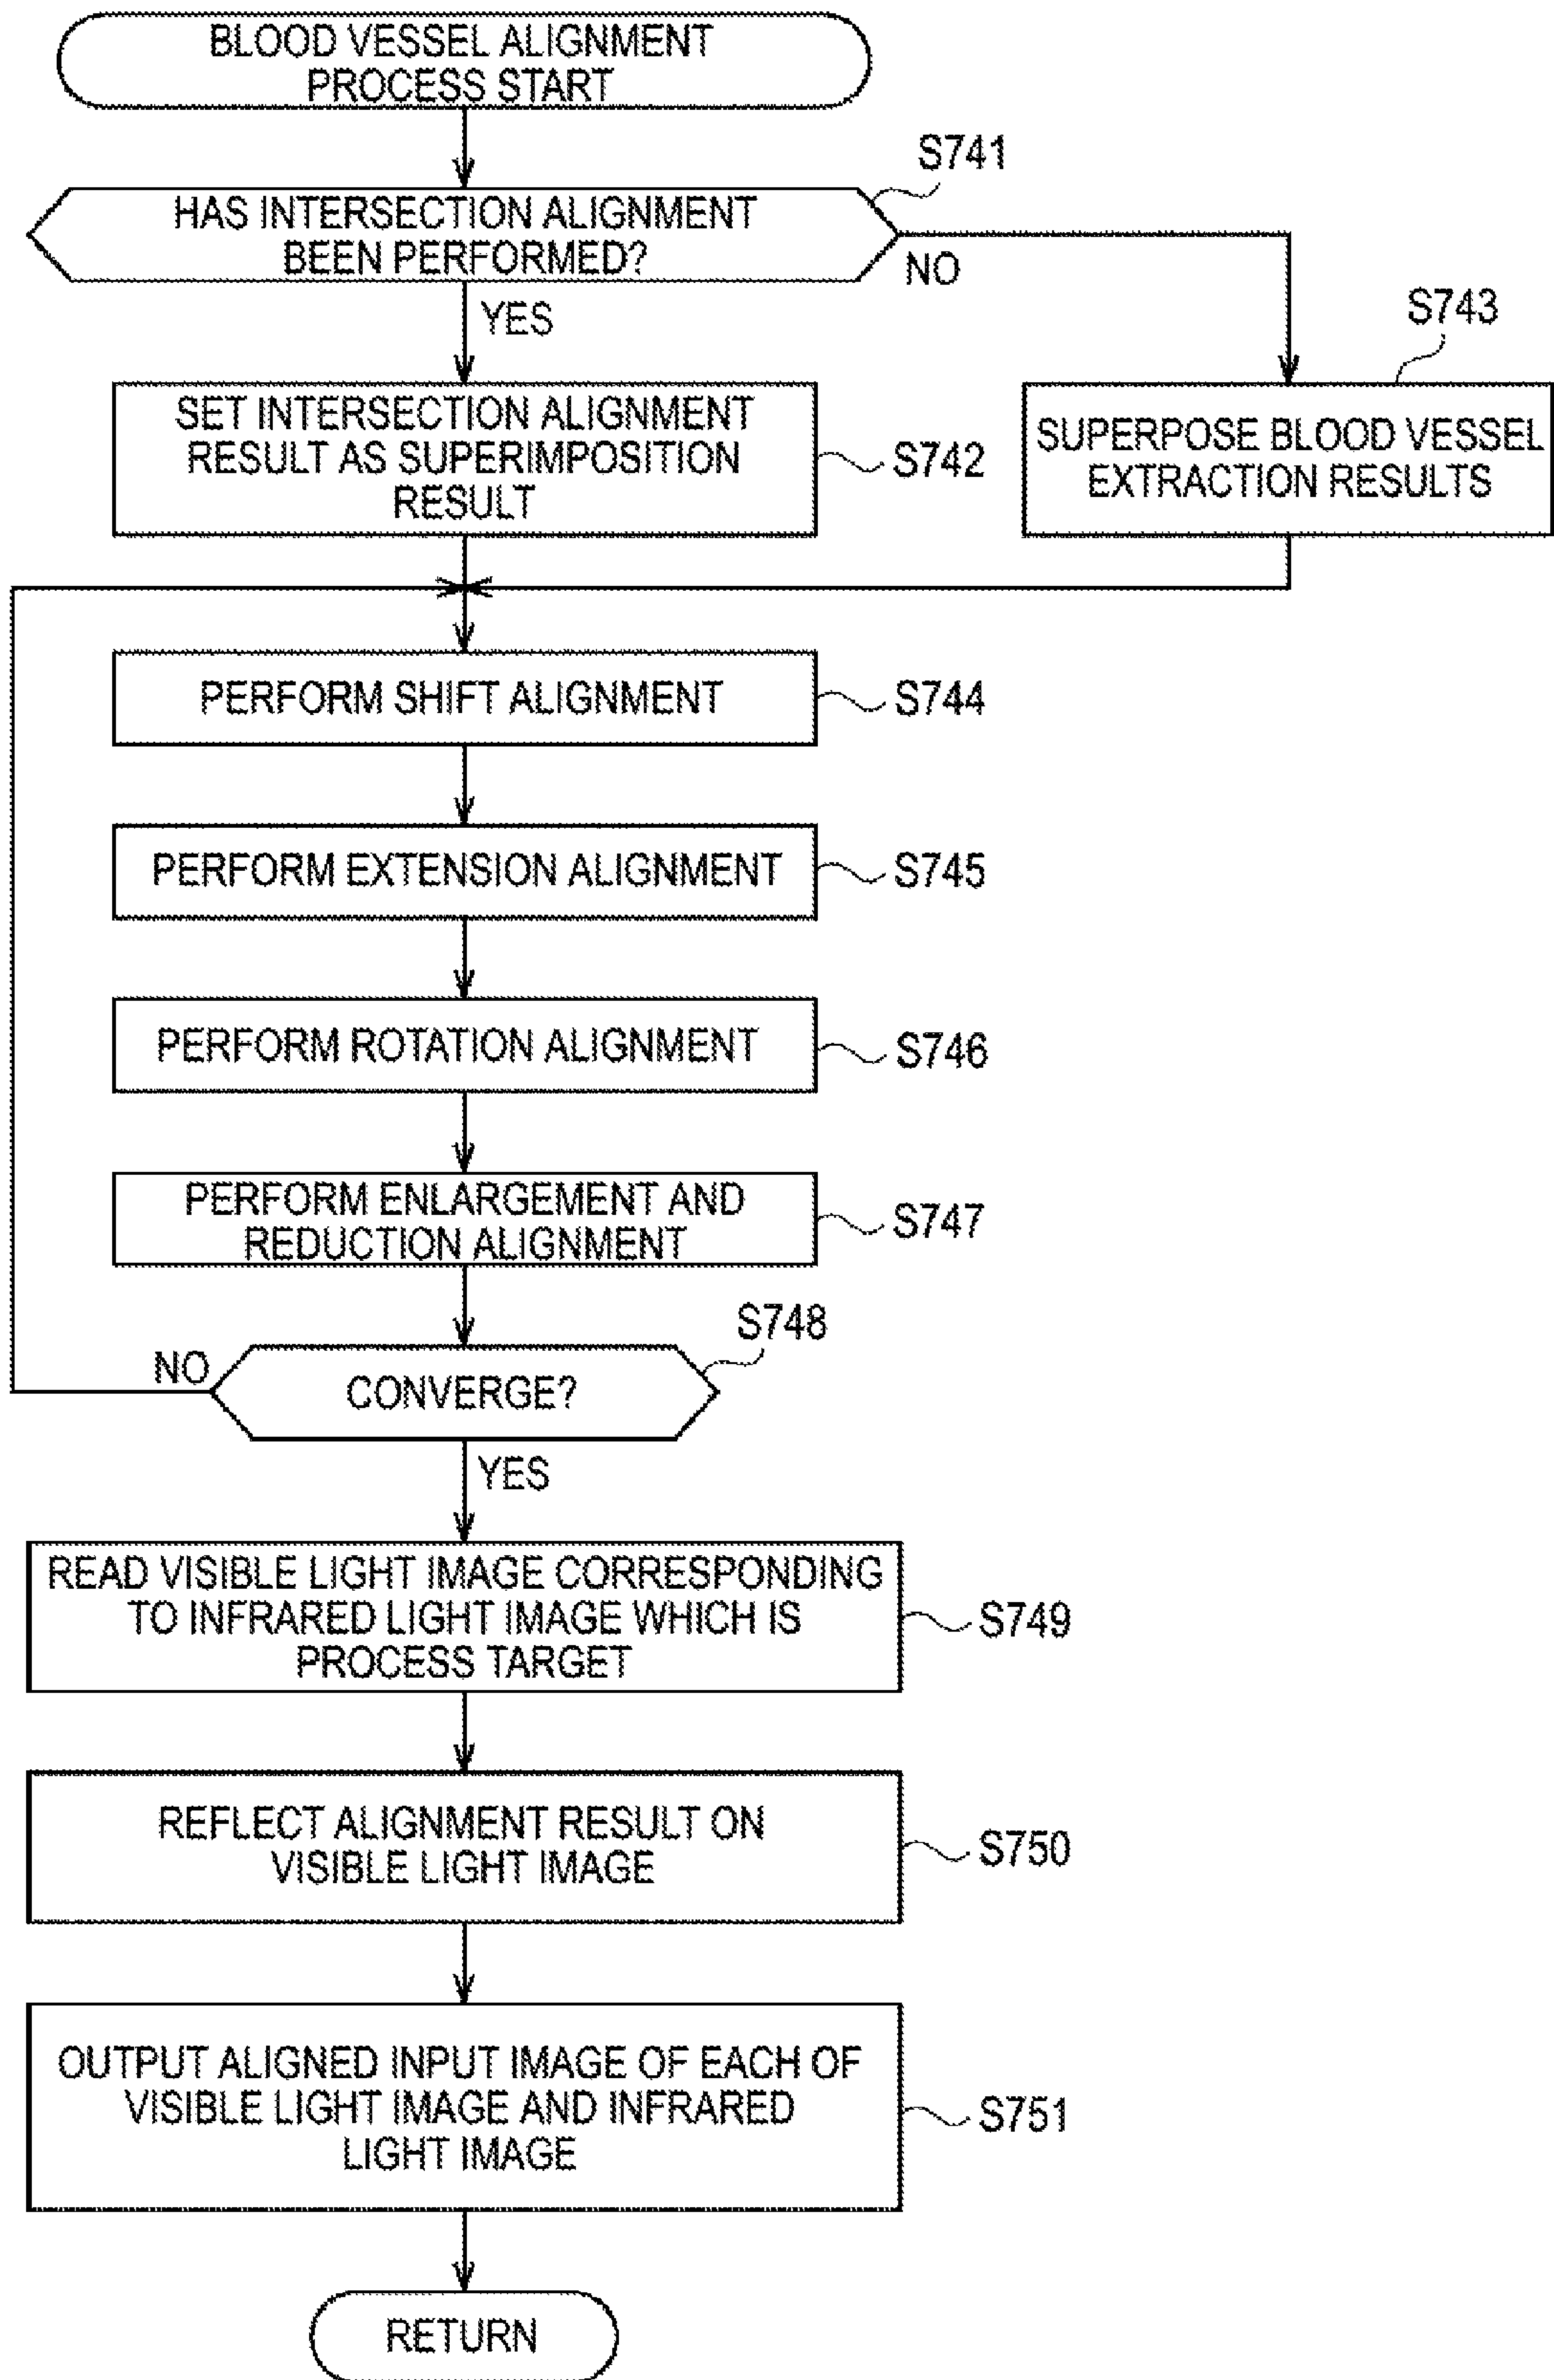 BLOOD VESSEL ALIGNMENT
PROCESS START
S741
HAS INTERSECTION ALIGNMENT
BEEN PERFORMED?
NO
YES
S743
SET INTERSECTION ALIGNMENT
RESULT AS SUPERIMPOSITION
RESULT
S742
SUPERPOSE BLOOD VESSEL
EXTRACTION RESULTS
PERFORM SHIFT ALIGNMENT
S744
PERFORM EXTENSION ALIGNMENT
S745
PERFORM ROTATION ALIGNMENT
S746
PERFORM ENLARGEMENT AND
REDUCTION ALIGNMENT
S747
S748
NO
CONVERGE?
YES
READ VISIBLE LIGHT IMAGE CORRESPONDING
TO INFRARED LIGHT IMAGE WHICH IS
PROCESS TARGET
S749
REFLECT ALIGNMENT RESULT ON
VISIBLE LIGHT IMAGE
S750
OUTPUT ALIGNED INPUT IMAGE OF EACH OF
VISIBLE LIGHT IMAGE AND INFRARED
LIGHT IMAGE
S751
RETURN